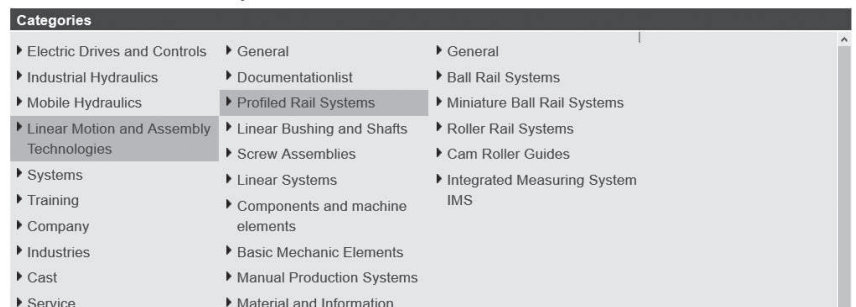 Categories
Electric Drives and Controls
Industrial Hydraulics
Mobile Hydraulics
Linear Motion and Assembly
Technologies
Systems
Training
Company
Industries
Cast
Service
General
Documentationlist
Profiled Rail Systems
Linear Bushing and Shafts
Screw Assemblies
Linear Systems
Components and machine
elements
Basic Mechanic Elements
Manual Production Systems
Material and Information
General
Ball Rail Systems
Miniature Ball Rail Systems
Roller Rail Systems
Cam Roller Guides
Integrated Measuring System
IMS